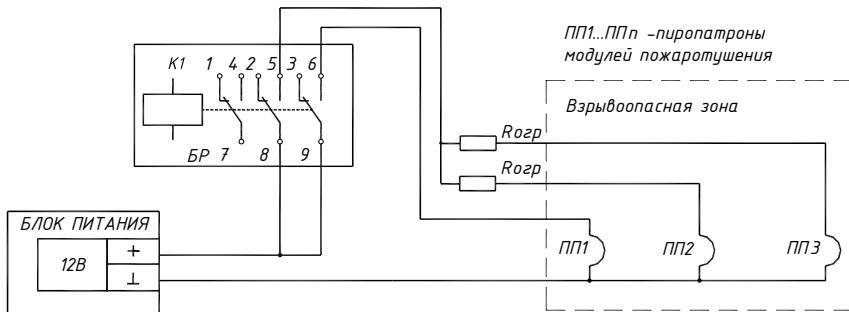 ПП1...ППn -пиропатроны
модулей пожаротушения
К1 1 4 2 5 3 6
Взрывоопасная зона
Rогр
БР 7 8 9
Rогр
БЛОК ПИТАНИЯ
12В +
⊥
ПП1 ПП2 ПП3